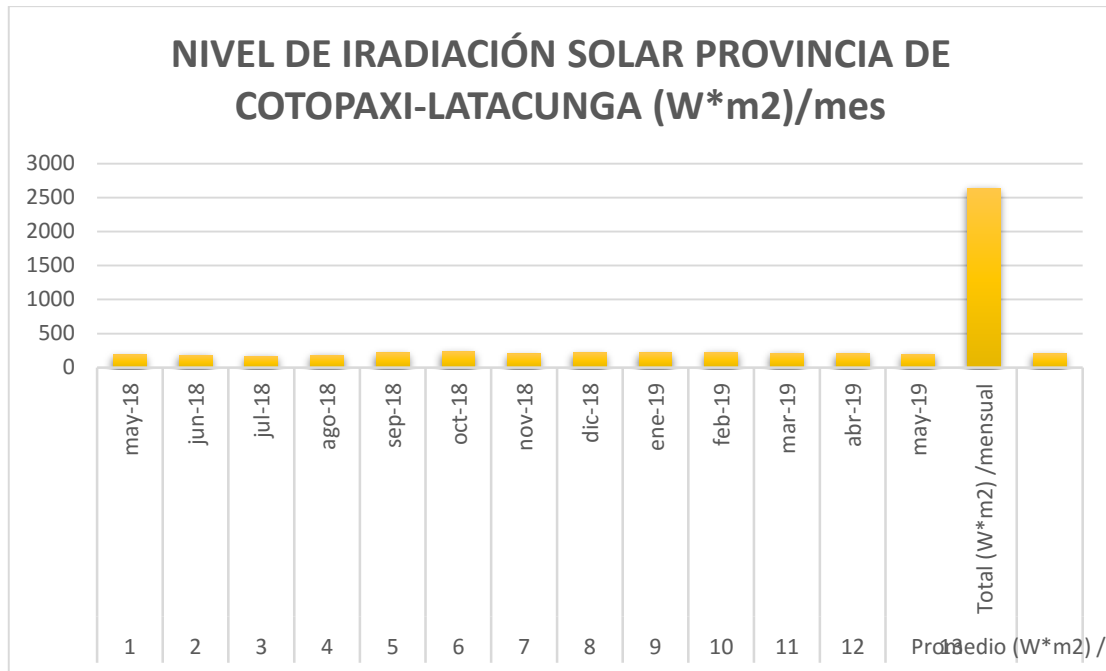 NIVEL DE IRADIACIÓN SOLAR PROVINCIA DE
COTOPAXI-LATACUNGA (W*m2)/mes
3000
2500
2000
1500
1000
500
0
may-18
jun-18
jul-18
ago-18
sep-18
oct-18
nov-18
dic-18
ene-19
feb-19
mar-19
abr-19
may-19
Total (W*m2) /mensual
1 2 3 4 5 6 7 8 9 10 11 12 13 Promedio (W*m2) /